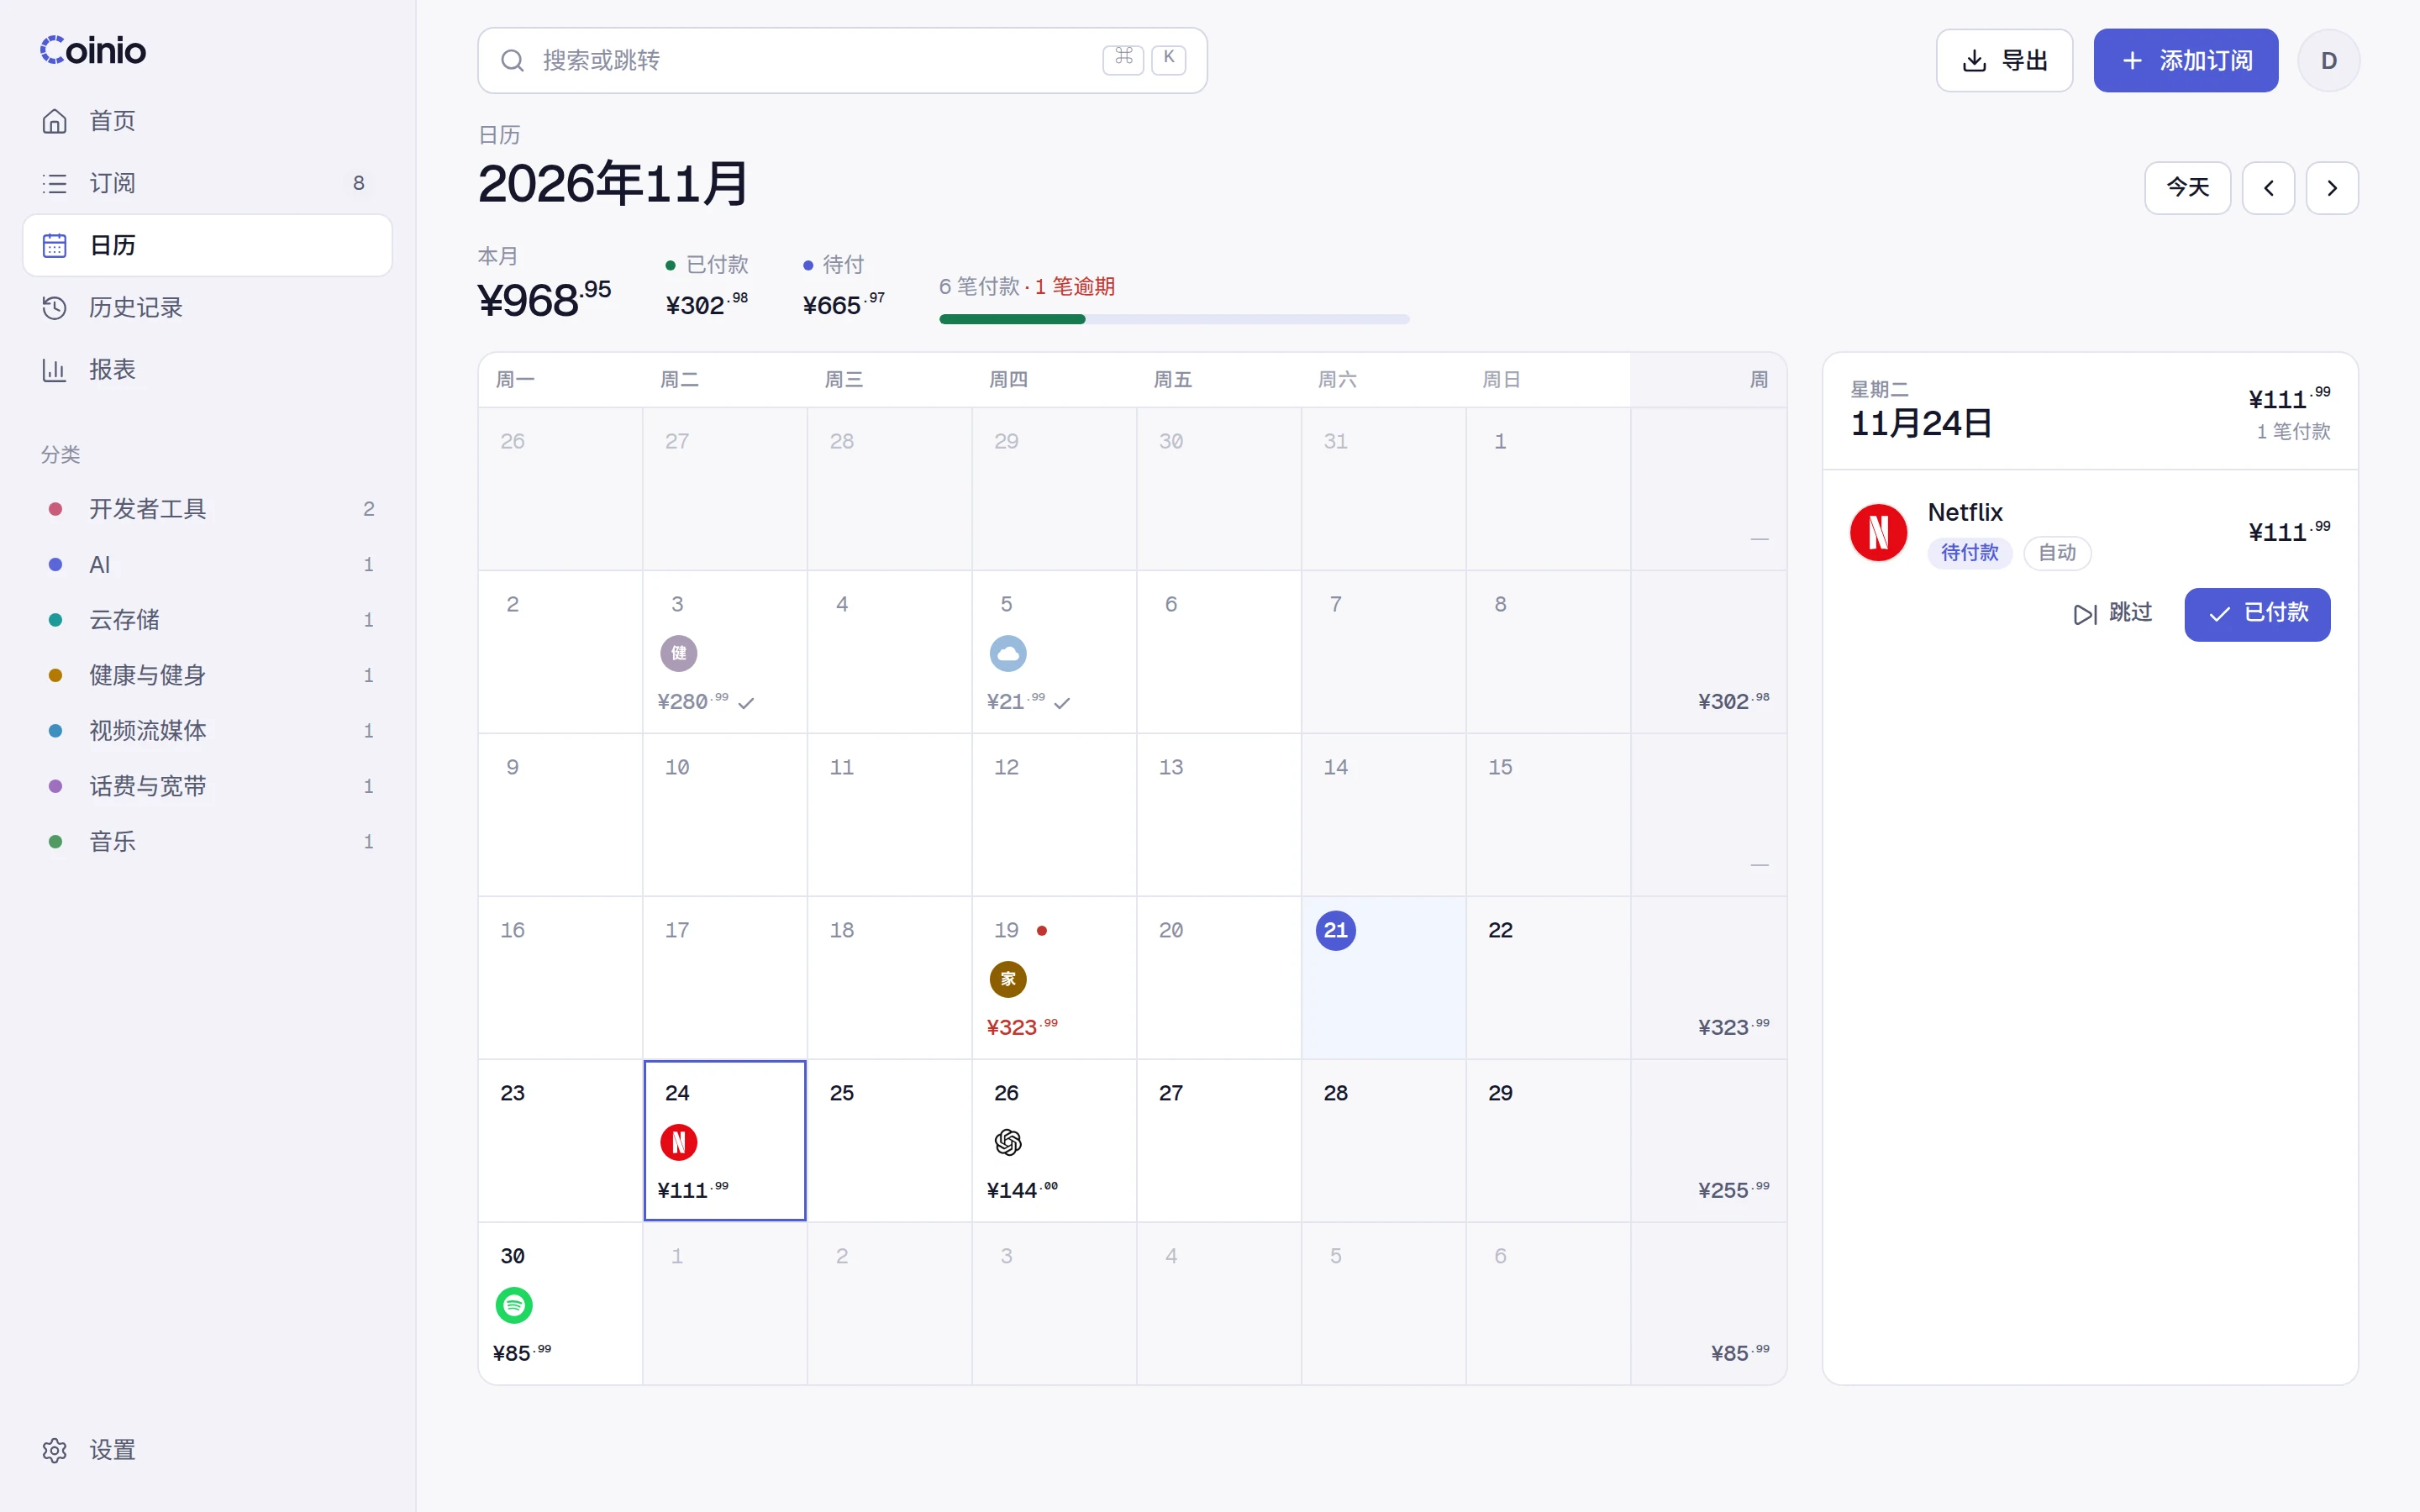 Coinio
首页
订阅 8
日历
历史记录
报表
分类
开发者工具 2
AI 1
云存储 1
健康与健身 1
视频流媒体 1
话费与宽带 1
音乐 1
设置
搜索或跳转 ⌘ K
导出
添加订阅
D
日历
2026年11月
今天
本月
¥968.95
已付款
¥302.98
待付
¥665.97
6 笔付款 · 1 笔逾期
周一 周二 周三 周四 周五 周六 周日 周
26 27 28 29 30 31 1
—
2 3 4 5 6 7 8
健
¥280.99 ¥21.99 ¥302.98
9 10 11 12 13 14 15
—
16 17 18 19 20 21 22
家
¥323.99 ¥323.99
23 24 25 26 27 28 29
N
¥111.99 ¥144.00 ¥255.99
30 1 2 3 4 5 6
¥85.99 ¥85.99
星期二
11月24日
¥111.99
1 笔付款
N
Netflix
待付款 自动
¥111.99
跳过
已付款